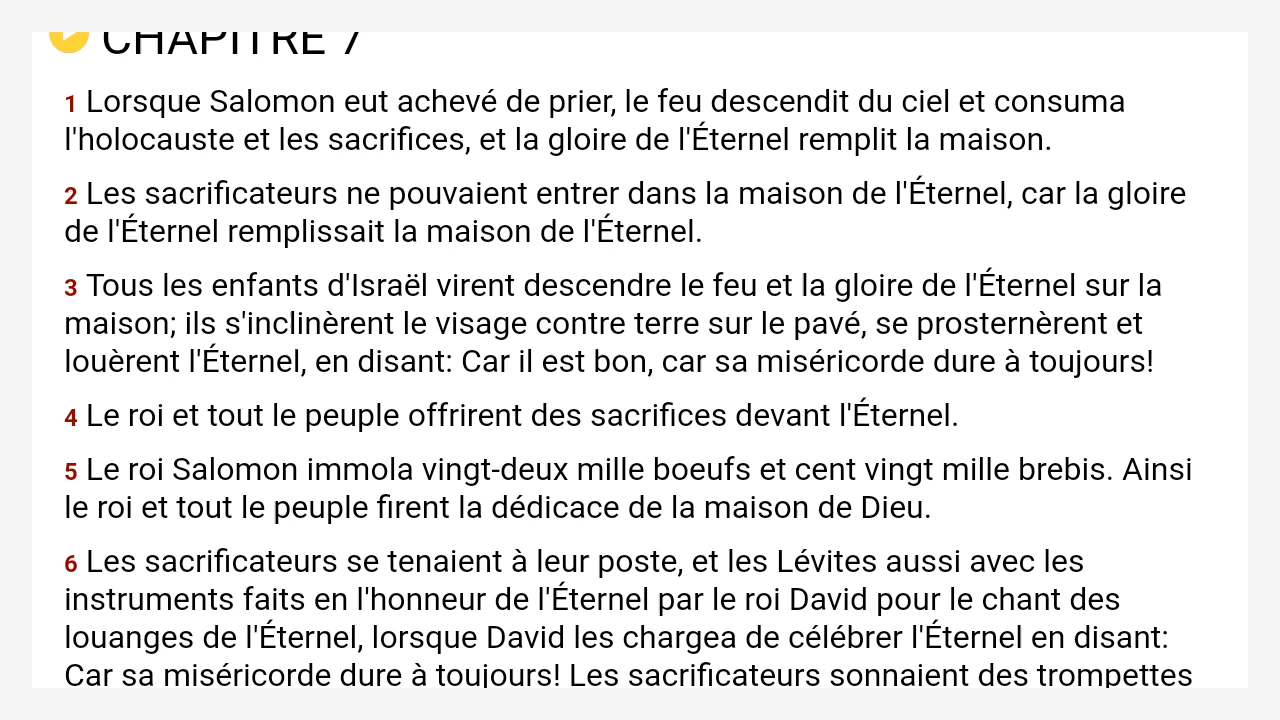 CHAPITRE 7
1 Lorsque Salomon eut achevé de prier, le feu descendit du ciel et consuma
l'holocauste et les sacrifices, et la gloire de l'Éternel remplit la maison.
2 Les sacrificateurs ne pouvaient entrer dans la maison de l'Éternel, car la gloire
de l'Éternel remplissait la maison de l'Éternel.
3 Tous les enfants d'Israël virent descendre le feu et la gloire de l'Éternel sur la
maison; ils s'inclinèrent le visage contre terre sur le pavé, se prosternèrent et
louèrent l'Éternel, en disant: Car il est bon, car sa miséricorde dure à toujours!
4 Le roi et tout le peuple offrirent des sacrifices devant l'Éternel.
5 Le roi Salomon immola vingt-deux mille boeufs et cent vingt mille brebis. Ainsi
le roi et tout le peuple firent la dédicace de la maison de Dieu.
6 Les sacrificateurs se tenaient à leur poste, et les Lévites aussi avec les
instruments faits en l'honneur de l'Éternel par le roi David pour le chant des
louanges de l'Éternel, lorsque David les chargea de célébrer l'Éternel en disant:
Car sa miséricorde dure à toujours! Les sacrificateurs sonnaient des trompettes